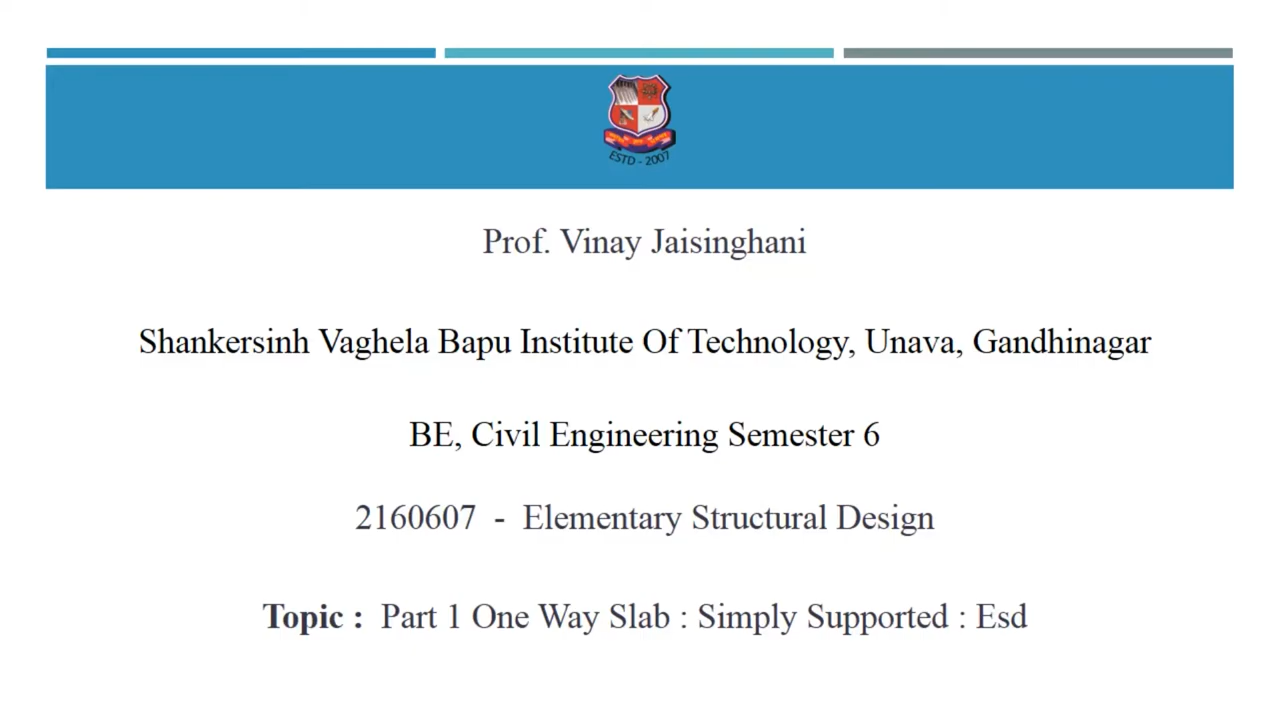 ESTD - 2007
Prof. Vinay Jaisinghani
Shankersinh Vaghela Bapu Institute Of Technology, Unava, Gandhinagar
BE, Civil Engineering Semester 6
2160607 - Elementary Structural Design
Topic : Part 1 One Way Slab : Simply Supported : Esd